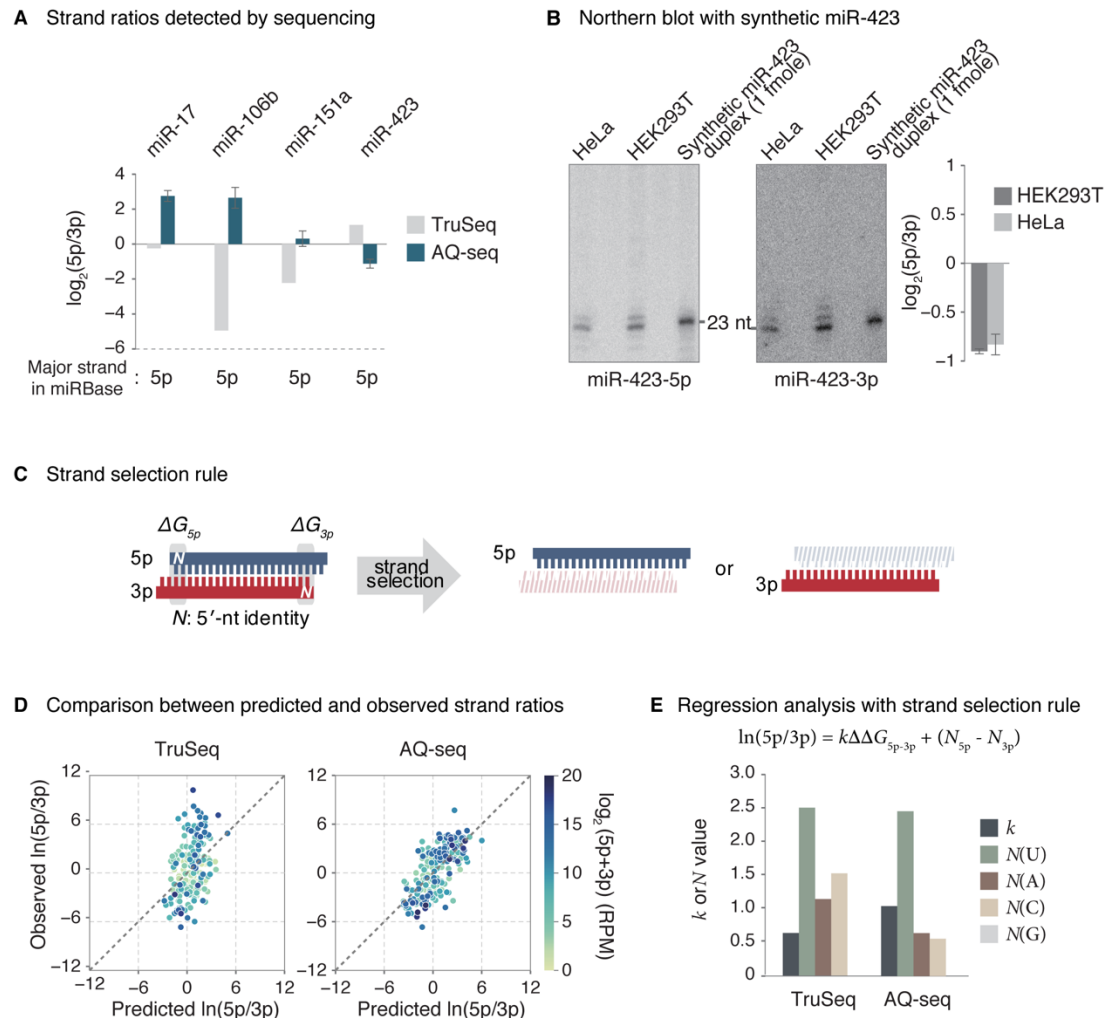 A Strand ratios detected by sequencing
miR-17
miR-106b
miR-151a
miR-423
log2(5p/3p)
4
2
0
−2
−4
−6
TruSeq
AQ-seq
Major strand
in miRBase
: 5p 5p 5p 5p
B Northern blot with synthetic miR-423
HeLa
HEK293T
Synthetic miR-423
duplex (1 fmole)
HeLa
HEK293T
Synthetic miR-423
duplex (1 fmole)
23 nt
miR-423-5p
miR-423-3p
log2(5p/3p)
1
0.5
0
−0.5
−1
HEK293T
HeLa
C Strand selection rule
ΔG5p
ΔG3p
5p
N
3p
N
N: 5′-nt identity
strand
selection
5p
or
3p
D Comparison between predicted and observed strand ratios
TruSeq
AQ-seq
Observed ln(5p/3p)
12
6
0
−6
−12
−12 −6 0 6 12
Predicted ln(5p/3p)
12
6
0
−6
−12
−12 −6 0 6 12
Predicted ln(5p/3p)
20
15
10
5
0
log2 (5p+3p) (RPM)
E Regression analysis with strand selection rule
ln(5p/3p) = kΔΔG5p-3p + (N5p - N3p)
k or N value
3.0
2.5
2.0
1.5
1.0
0.5
0
TruSeq
AQ-seq
k
N(U)
N(A)
N(C)
N(G)